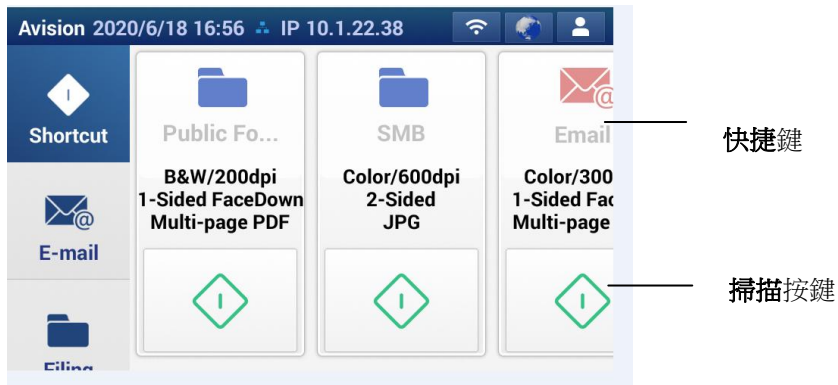 Avision 2020/6/18 16:56 IP 10.1.22.38
Shortcut
E-mail
Filing
Public Fo...
B&W/200dpi
1-Sided FaceDown
Multi-page PDF
SMB
Color/600dpi
2-Sided
JPG
Email
Color/300
1-Sided Fac
Multi-page
快捷鍵
掃描按鍵